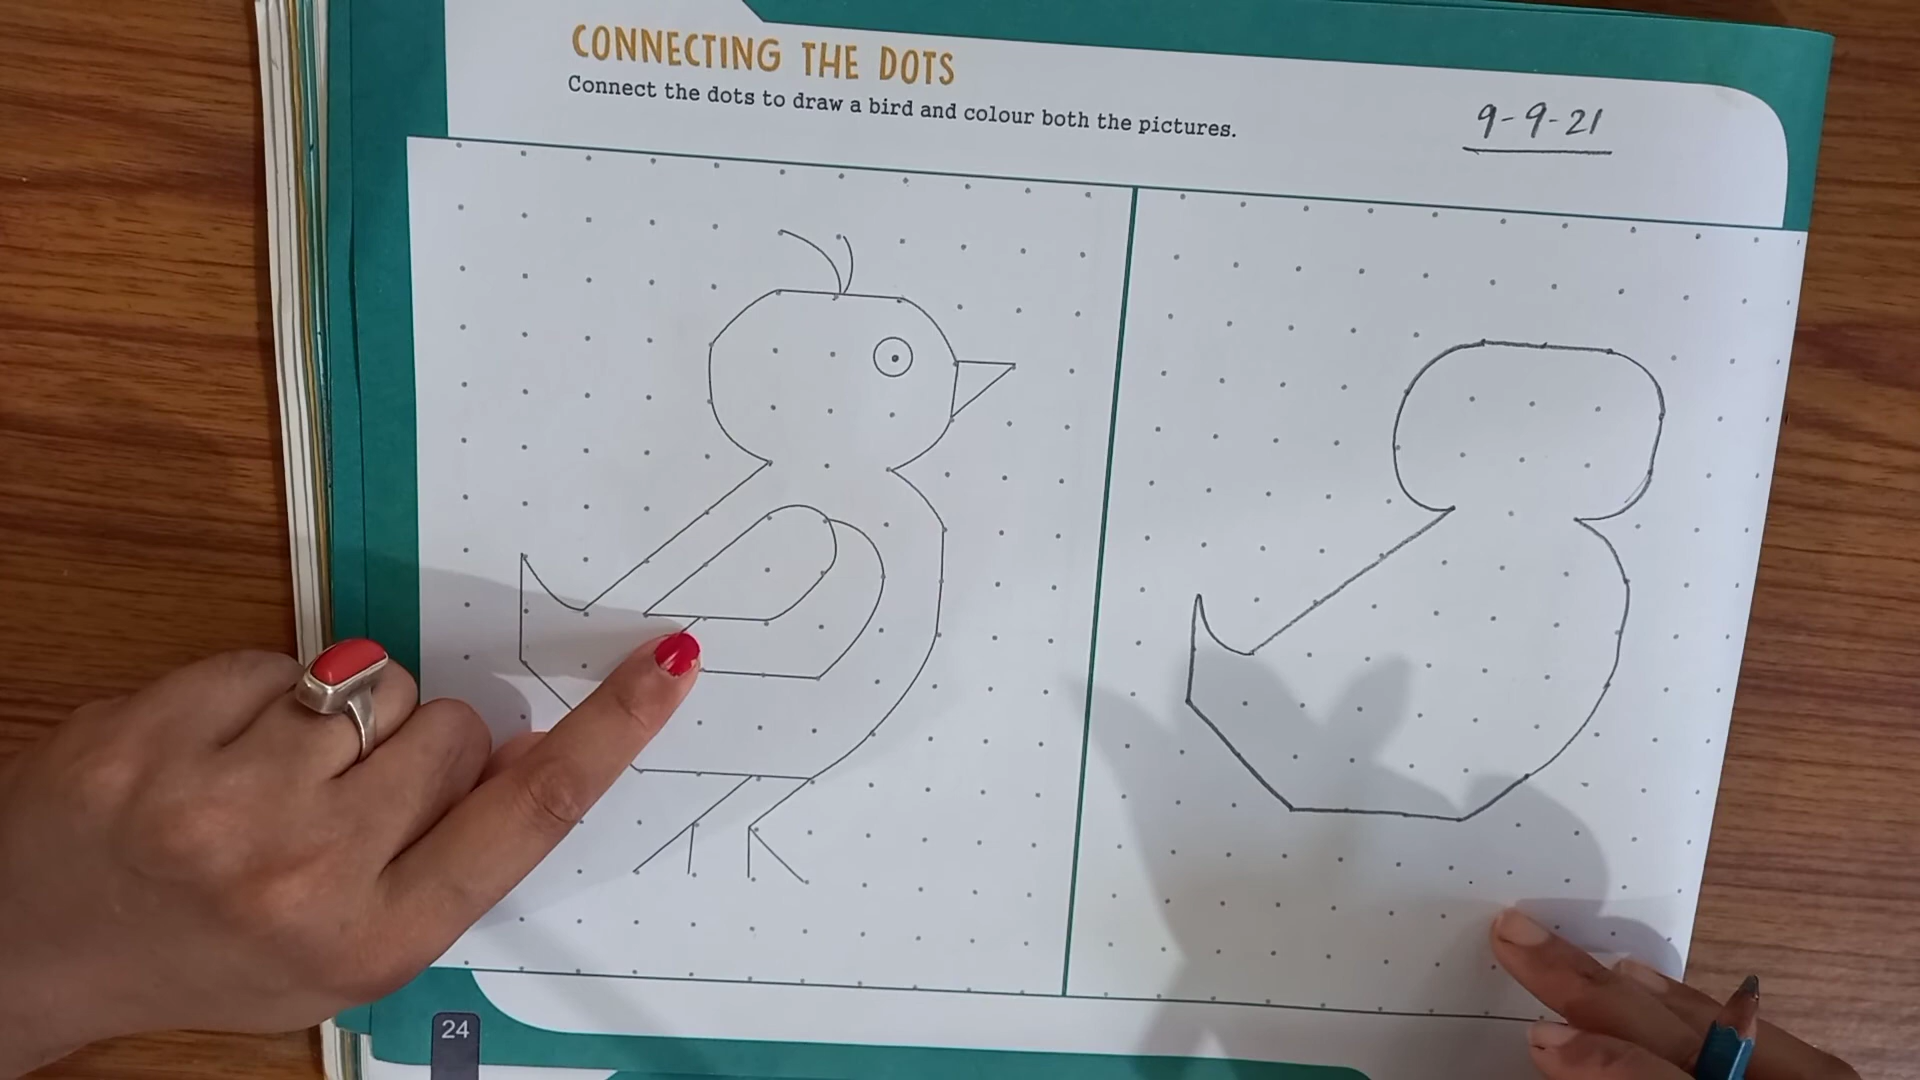 CONNECTING THE DOTS
Connect the dots to draw a bird and colour both the pictures.
9-9-21
24